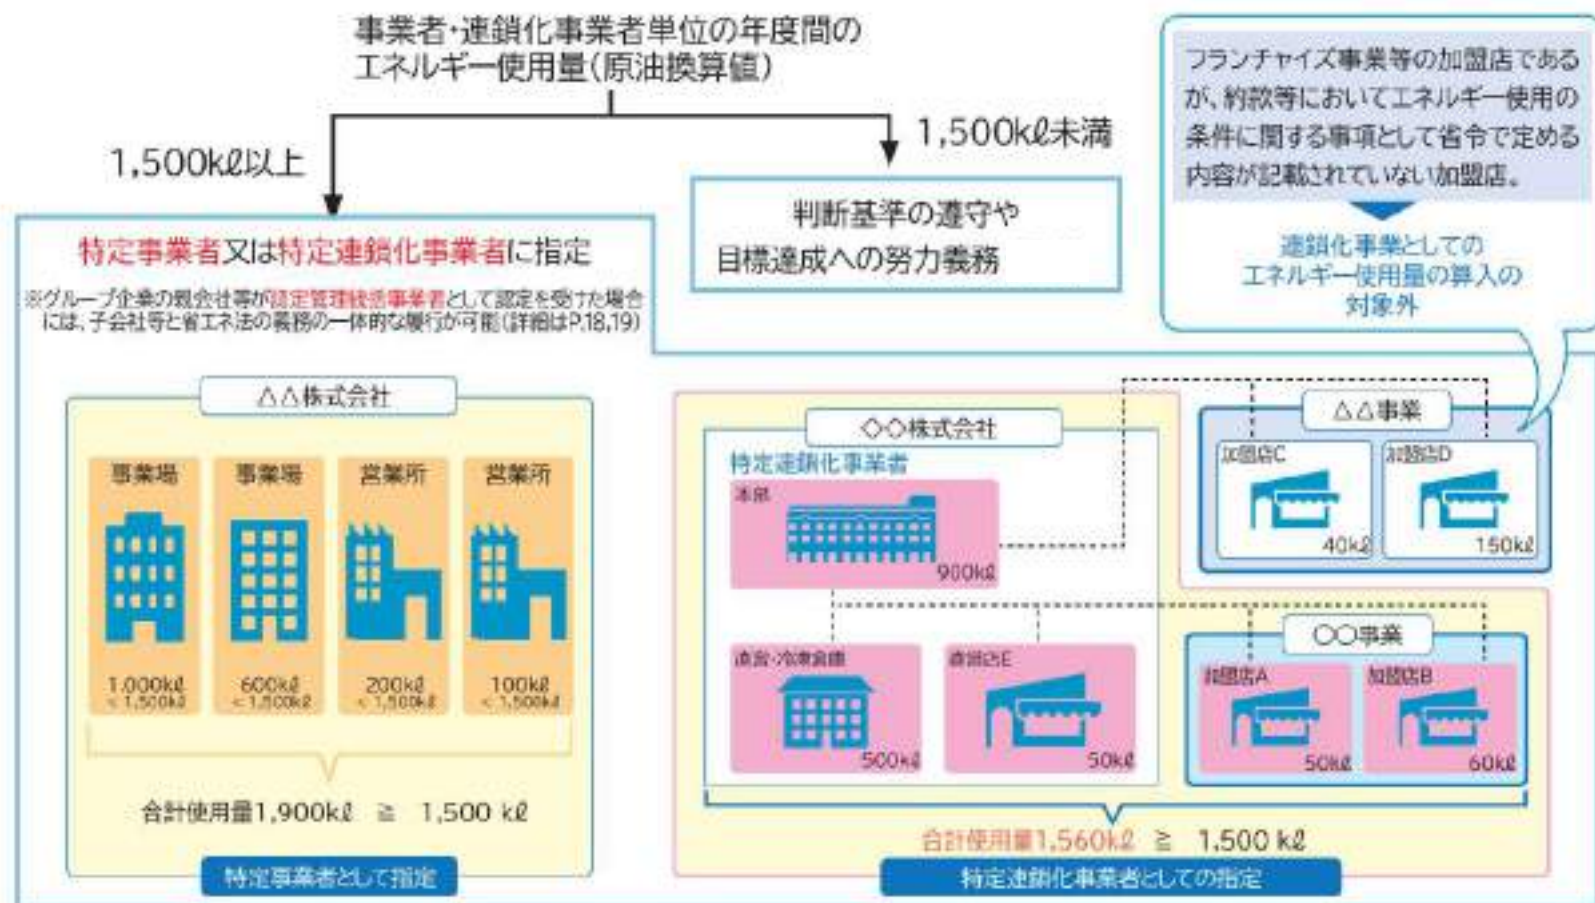 事業者・連鎖化事業者単位の年度間の
エネルギー使用量(原油換算値)
1,500kℓ以上
1,500kℓ未満
判断基準の遵守や
目標達成への努力義務
フランチャイズ事業等の加盟店である
が、約款等においてエネルギー使用の
条件に関する事項として省令で定める
内容が記載されていない加盟店。
連鎖化事業としての
エネルギー使用量の算入の
対象外
特定事業者又は特定連鎖化事業者に指定
※グループ企業の親会社等が認定管理統括事業者として認定を受けた場合
には、子会社等と省エネ法の義務の一体的な履行が可能(詳細はP.18,19)
△△株式会社
事業場
事業場
営業所
営業所
1,000kℓ
<1,500kℓ
600kℓ
<1,500kℓ
200kℓ
<1,500kℓ
100kℓ
<1,500kℓ
合計使用量1,900kℓ ≧ 1,500 kℓ
特定事業者として指定
◇◇株式会社
特定連鎖化事業者
本部
900kℓ
直営・冷凍倉庫
500kℓ
直営店E
50kℓ
△△事業
加盟店C
40kℓ
加盟店D
150kℓ
○○事業
加盟店A
50kℓ
加盟店B
60kℓ
合計使用量1,560kℓ ≧ 1,500 kℓ
特定連鎖化事業者としての指定